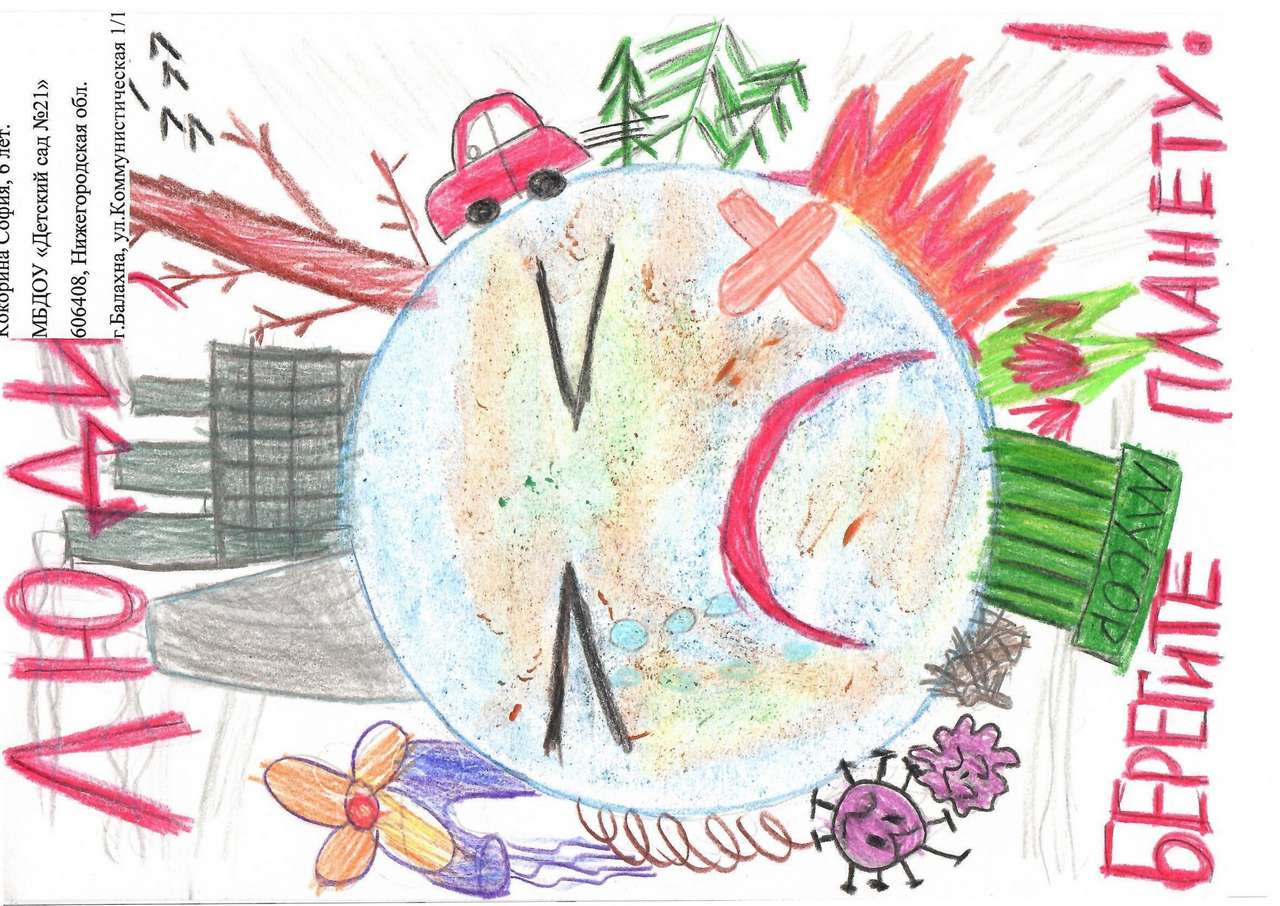 Кокорина София, 6 лет.
МБДОУ «Детский сад №21»
606408, Нижегородская обл.
г.Балахна, ул.Коммунистическая 1/1
ЛЮДИ,
МУСОР
БЕРЕГИТЕ ПЛАНЕТУ!